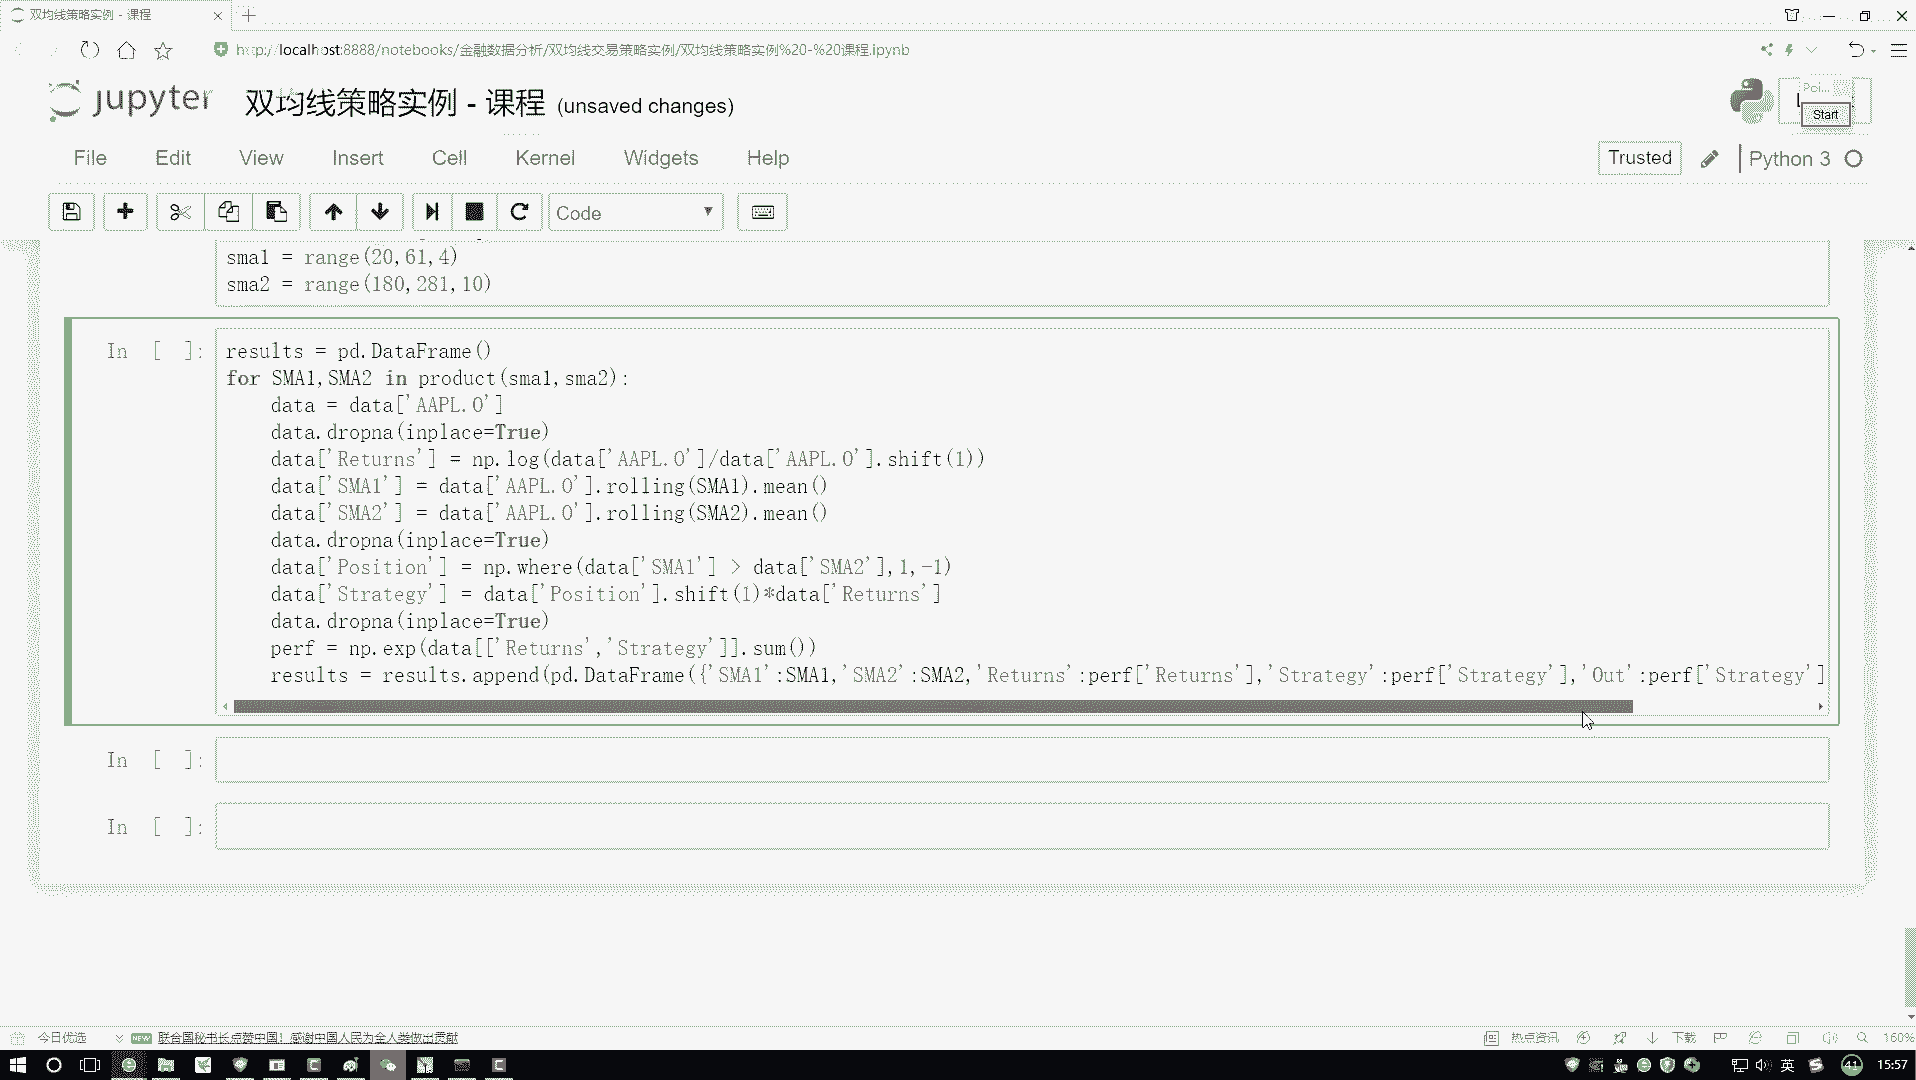 双均线策略实例 - 课程
http://localhost:8888/notebooks/金融数据分析/双均线交易策略实例/双均线策略实例%20-%20课程.ipynb
jupyter 双均线策略实例 - 课程 (unsaved changes)
Poi...
Start
File Edit View Insert Cell Kernel Widgets Help
Trusted Python 3
Code
sma1 = range(20,61,4)
sma2 = range(180,281,10)
In [ ]:
results = pd.DataFrame()
for SMA1,SMA2 in product(sma1,sma2):
data = data['AAPL.O']
data.dropna(inplace=True)
data['Returns'] = np.log(data['AAPL.O']/data['AAPL.O'].shift(1))
data['SMA1'] = data['AAPL.O'].rolling(SMA1).mean()
data['SMA2'] = data['AAPL.O'].rolling(SMA2).mean()
data.dropna(inplace=True)
data['Position'] = np.where(data['SMA1'] > data['SMA2'],1,-1)
data['Strategy'] = data['Position'].shift(1)*data['Returns']
data.dropna(inplace=True)
perf = np.exp(data[['Returns','Strategy']].sum())
results = results.append(pd.DataFrame({'SMA1':SMA1,'SMA2':SMA2,'Returns':perf['Returns'],'Strategy':perf['Strategy'],'Out':perf['Strategy']
In [ ]:
In [ ]:
今日优选 NEW 联合国秘书长点赞中国！感谢中国人民为全人类做出贡献 热点资讯 下载 160%
英 41 15:57